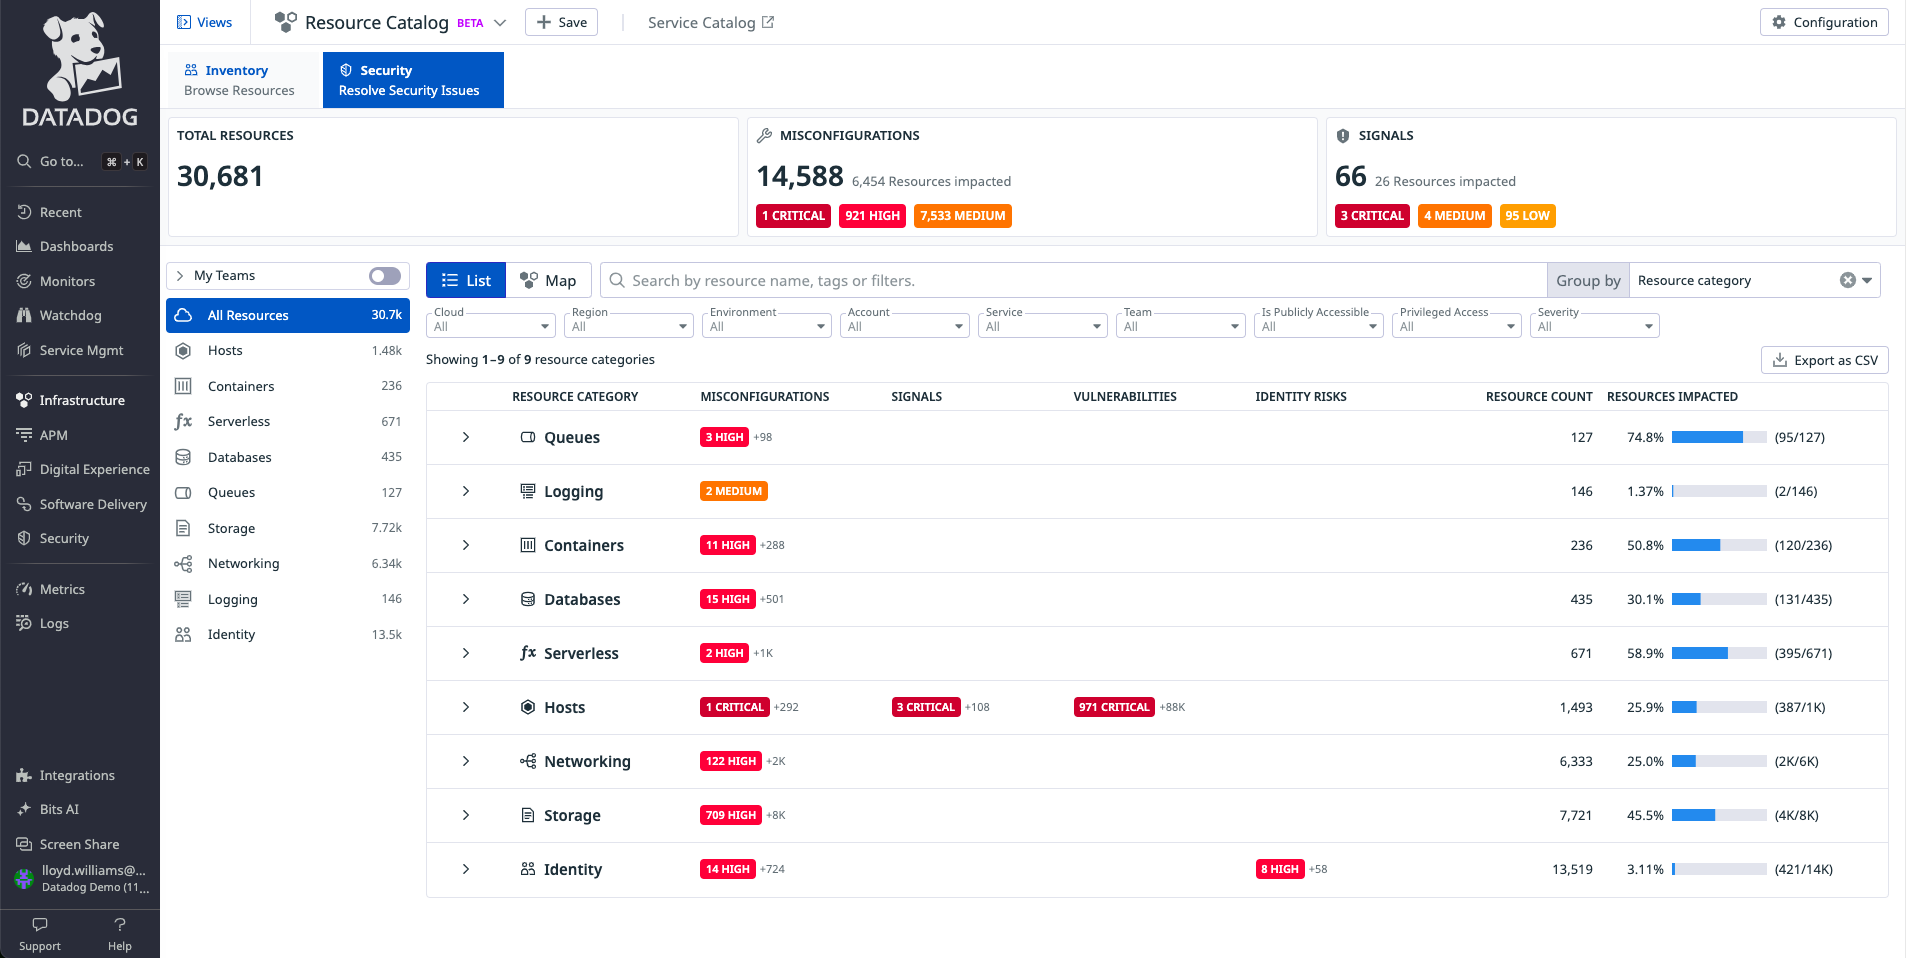 DATADOG
Go to... ⌘ + K
Recent
Dashboards
Monitors
Watchdog
Service Mgmt
Infrastructure
APM
Digital Experience
Software Delivery
Security
Metrics
Logs
Integrations
Bits AI
Screen Share
lloyd.williams@...
Datadog Demo (11...
Support Help
Views Resource Catalog BETA + Save Service Catalog Configuration
Inventory
Browse Resources
Security
Resolve Security Issues
TOTAL RESOURCES
30,681
MISCONFIGURATIONS
14,588 6,454 Resources impacted
1 CRITICAL 921 HIGH 7,533 MEDIUM
SIGNALS
66 26 Resources impacted
3 CRITICAL 4 MEDIUM 95 LOW
My Teams
All Resources 30.7k
Hosts 1.48k
Containers 236
Serverless 671
Databases 435
Queues 127
Storage 7.72k
Networking 6.34k
Logging 146
Identity 13.5k
List Map Search by resource name, tags or filters. Group by Resource category
Cloud Region Environment Account Service Team Is Publicly Accessible Privileged Access Severity
All All All All All All All All All
Showing 1–9 of 9 resource categories Export as CSV
RESOURCE CATEGORY MISCONFIGURATIONS SIGNALS VULNERABILITIES IDENTITY RISKS RESOURCE COUNT RESOURCES IMPACTED
Queues 3 HIGH +98 127 74.8% (95/127)
Logging 2 MEDIUM 146 1.37% (2/146)
Containers 11 HIGH +288 236 50.8% (120/236)
Databases 15 HIGH +501 435 30.1% (131/435)
Serverless 2 HIGH +1K 671 58.9% (395/671)
Hosts 1 CRITICAL +292 3 CRITICAL +108 971 CRITICAL +88K 1,493 25.9% (387/1K)
Networking 122 HIGH +2K 6,333 25.0% (2K/6K)
Storage 709 HIGH +8K 7,721 45.5% (4K/8K)
Identity 14 HIGH +724 8 HIGH +58 13,519 3.11% (421/14K)